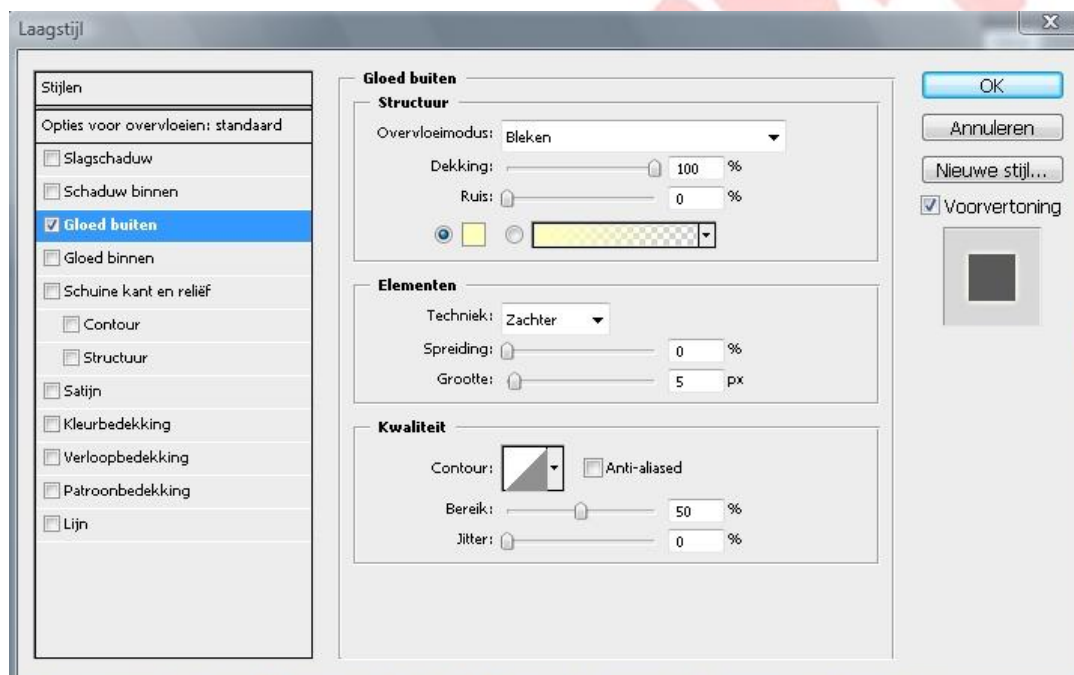 Laagstijl
Stijlen
Opties voor overvloeien: standaard
Slagschaduw
Schaduw binnen
Gloed buiten
Gloed binnen
Schuine kant en reliëf
Contour
Structuur
Satijn
Kleurbedekking
Verloopbedekking
Patroonbedekking
Lijn
Gloed buiten
Structuur
Overvloeimodus: Bleken
Dekking: 100 %
Ruis: 0 %
Elementen
Techniek: Zachter
Spreiding: 0 %
Grootte: 5 px
Kwaliteit
Contour: Anti-aliased
Bereik: 50 %
Jitter: 0 %
OK
Annuleren
Nieuwe stijl...
Voorvertoning